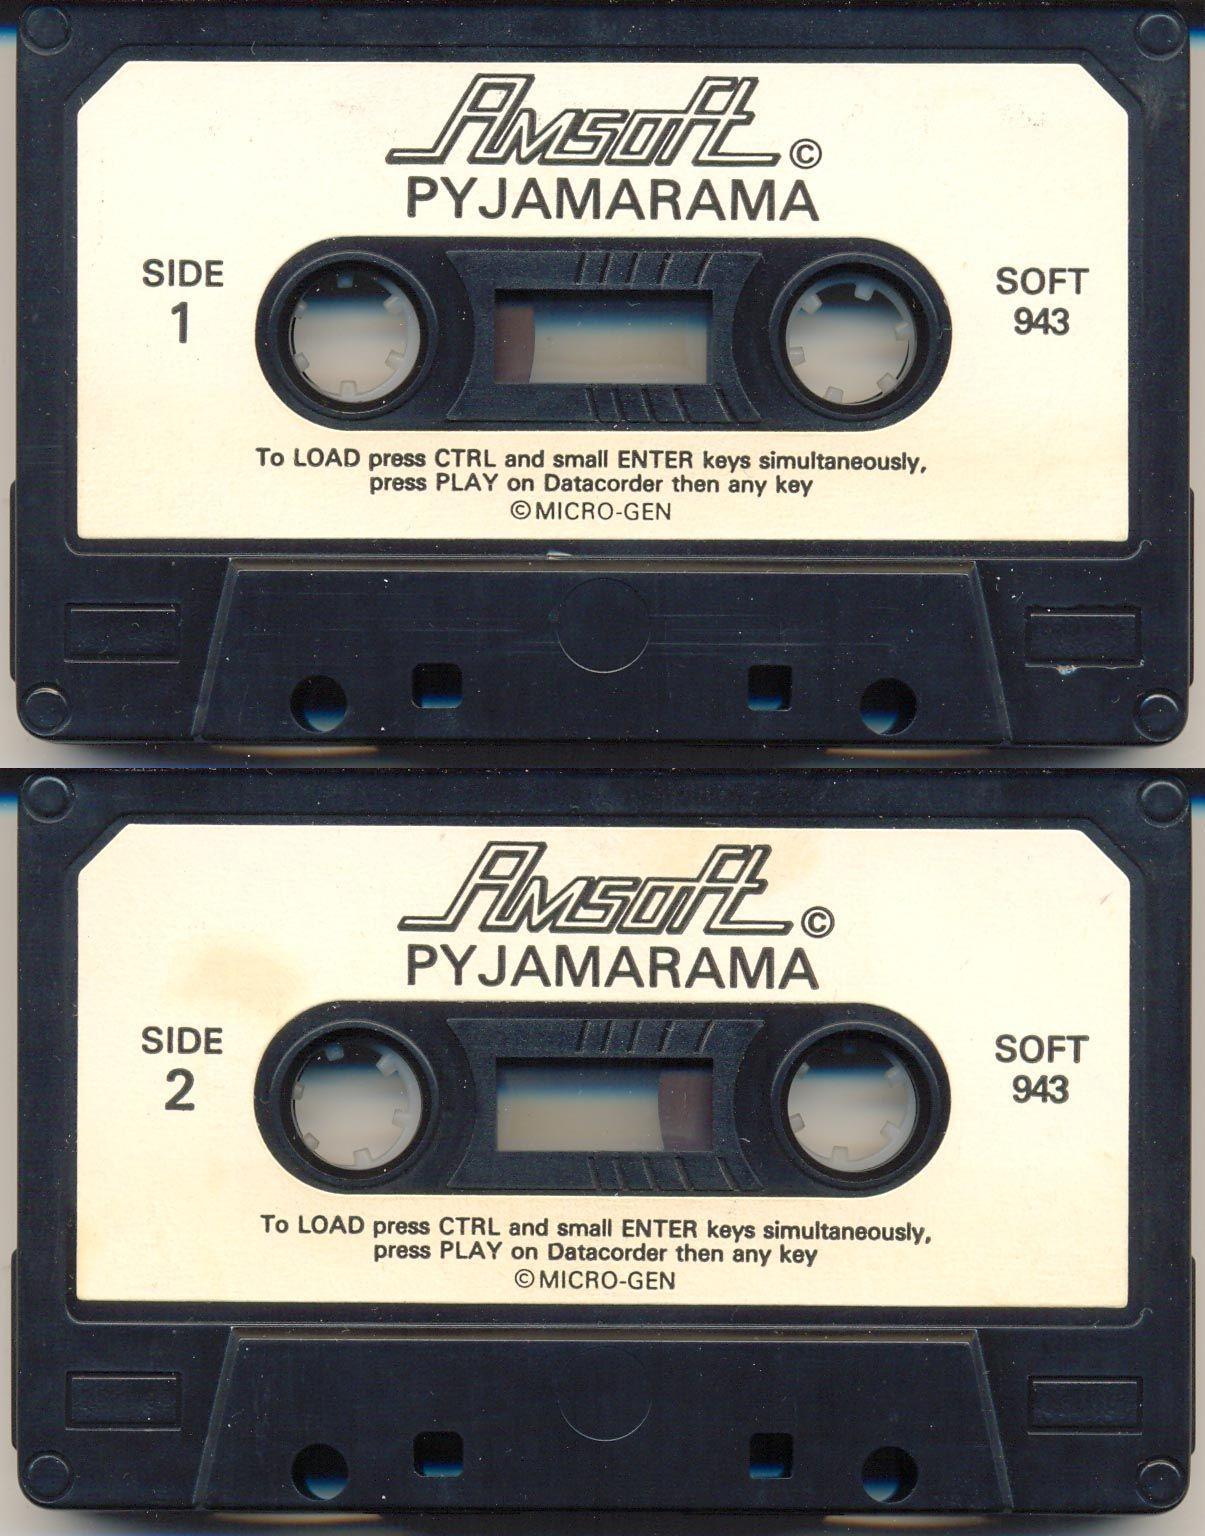 Amsoft ©
PYJAMARAMA
SIDE
1
SOFT
943
To LOAD press CTRL and small ENTER keys simultaneously,
press PLAY on Datacorder then any key
© MICRO-GEN
Amsoft ©
PYJAMARAMA
SIDE
2
SOFT
943
To LOAD press CTRL and small ENTER keys simultaneously,
press PLAY on Datacorder then any key
© MICRO-GEN